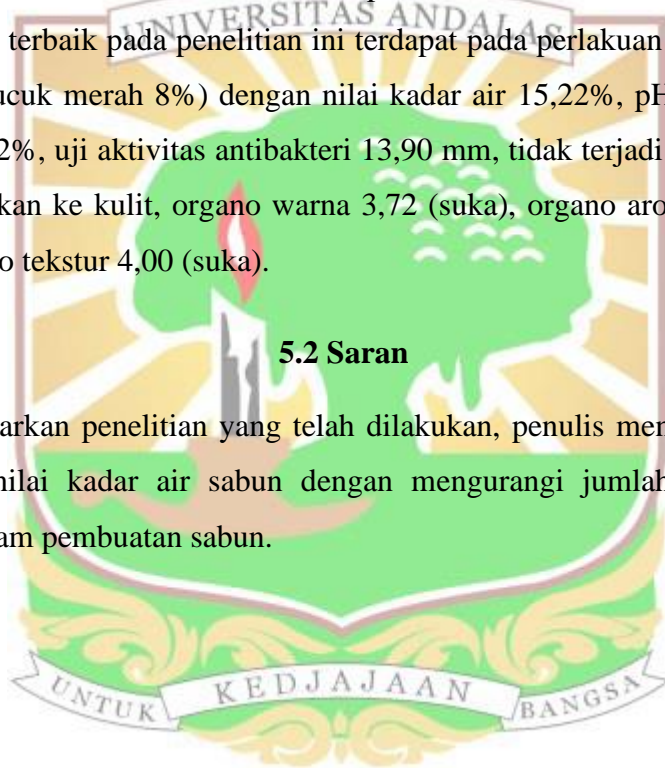 UNIVERSITAS ANDALAS
terbaik pada penelitian ini terdapat pada perlakuan
ucuk merah 8%) dengan nilai kadar air 15,22%, pH
2%, uji aktivitas antibakteri 13,90 mm, tidak terjadi
kan ke kulit, organo warna 3,72 (suka), organo aro
o tekstur 4,00 (suka).
5.2 Saran
arkan penelitian yang telah dilakukan, penulis men
nilai kadar air sabun dengan mengurangi jumlah
am pembuatan sabun.
UNTUK KEDJAJAAN BANGSA